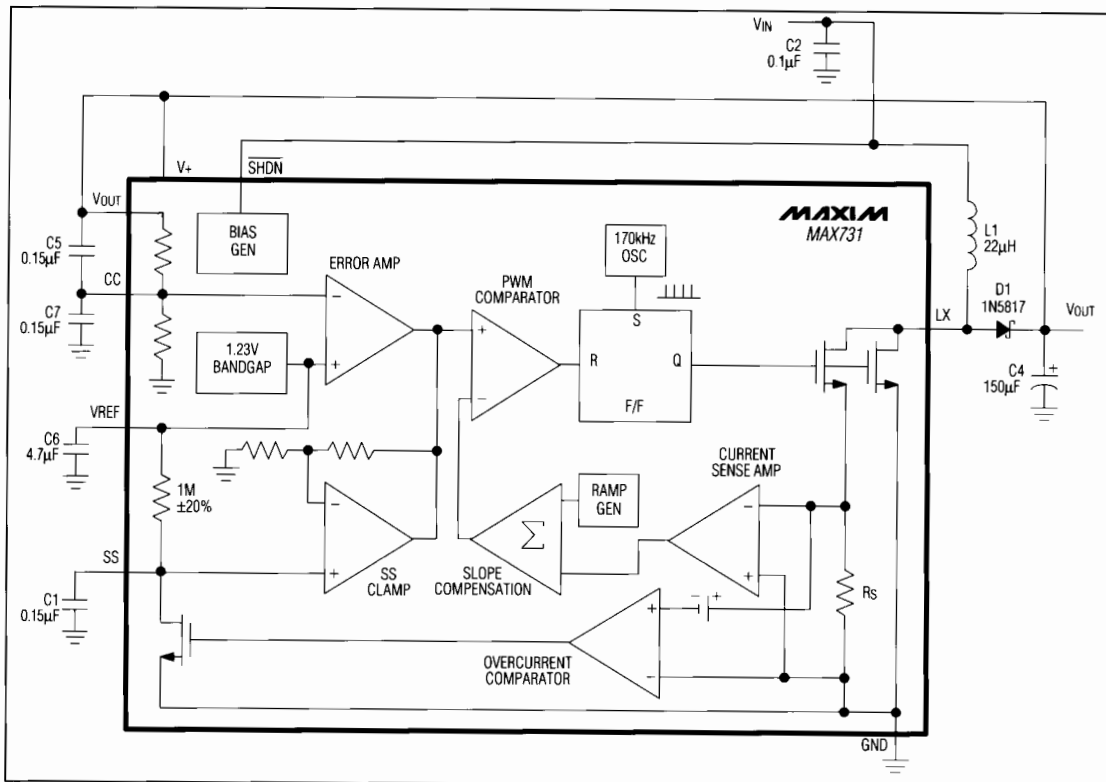 VIN
C2
0.1µF
V+
SHDN
VOUT
MAXIM
MAX731
BIAS
GEN
170kHz
OSC
L1
22µH
C5
0.15µF
ERROR AMP
PWM
COMPARATOR
CC
D1
1N5817
C7
0.15µF
LX
VOUT
S
1.23V
BANDGAP
R
Q
C4
150µF
+
F/F
VREF
C6
4.7µF
CURRENT
SENSE AMP
1M
±20%
RAMP
GEN
Σ
SS
SS
CLAMP
SLOPE
COMPENSATION
RS
C1
0.15µF
OVERCURRENT
COMPARATOR
GND